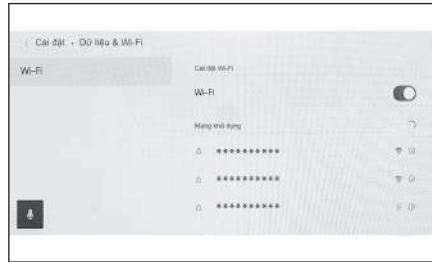 Cài đặt • Dữ liệu & Wi-Fi
Wi-Fi
Cài đặt Wi-Fi
Wi-Fi
Mạng khả dụng
**********
**********
**********